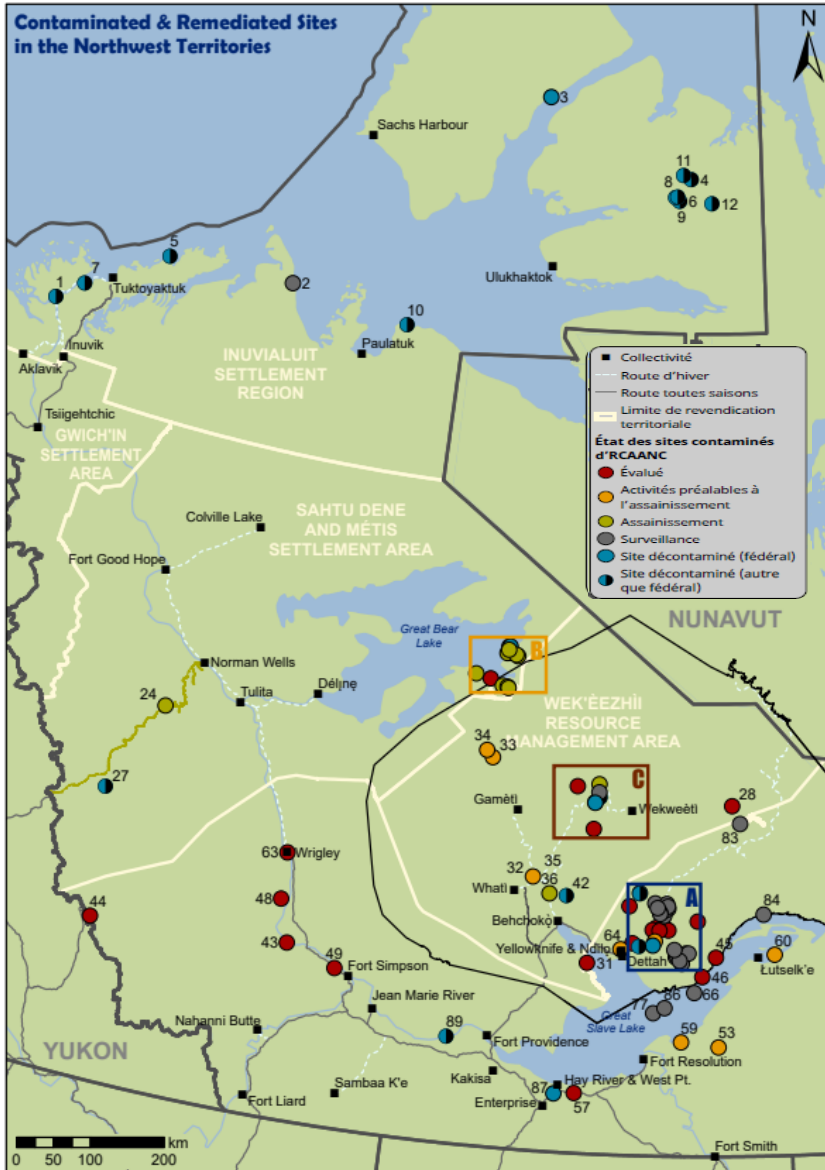 Contaminated & Remediated Sites
in the Northwest Territories
N
3
Sachs Harbour
11
8
4
6
12
9
5
7
1
Tuktoyaktuk
2
Ulukhaktok
10
Inuvik
Aklavik
Paulatuk
INUVIALUIT
SETTLEMENT
REGION
Tsiigehtchic
GWICH'IN
SETTLEMENT
AREA
Collectivité
Route d'hiver
Route toutes saisons
Limite de revendication
territoriale
État des sites contaminés
d'RCAANC
Évalué
Activités préalables à
l'assainissement
Assainissement
Surveillance
Site décontaminé (fédéral)
Site décontaminé (autre
que fédéral)
SAHTU DENE
AND MÉTIS
SETTLEMENT AREA
Colville Lake
Fort Good Hope
NUNAVUT
Great Bear
Lake
B
Norman Wells
Délı̨nę
Tulita
24
WEK'ÈEZHÌI
RESOURCE
MANAGEMENT AREA
34
33
27
C
Gamètì
Wekweètì
28
83
63
Wrigley
35
32
36
42
Whatì
48
44
A
84
Behchokǫ̀
43
64
Yellowknife & Ndilǫ
Dettah
45
60
Łutselk'e
49
Fort Simpson
31
46
66
86
77
Jean Marie River
Great
Slave Lake
Nahanni Butte
89
59
53
YUKON
Fort Providence
Fort Resolution
Kakisa
Sambaa K'e
87
Hay River & West Pt.
Fort Liard
Enterprise
57
km
0 50 100 200
Fort Smith